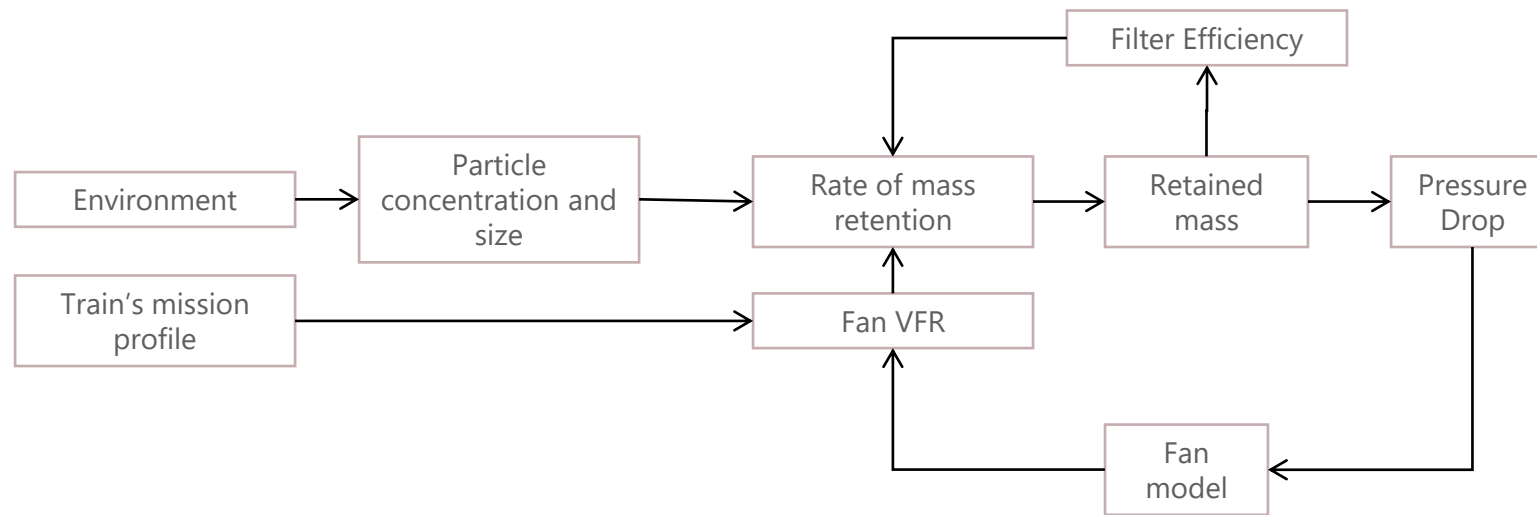 Filter Efficiency
Environment
Particle
concentration and
size
Rate of mass
retention
Retained
mass
Pressure
Drop
Train’s mission
profile
Fan VFR
Fan
model